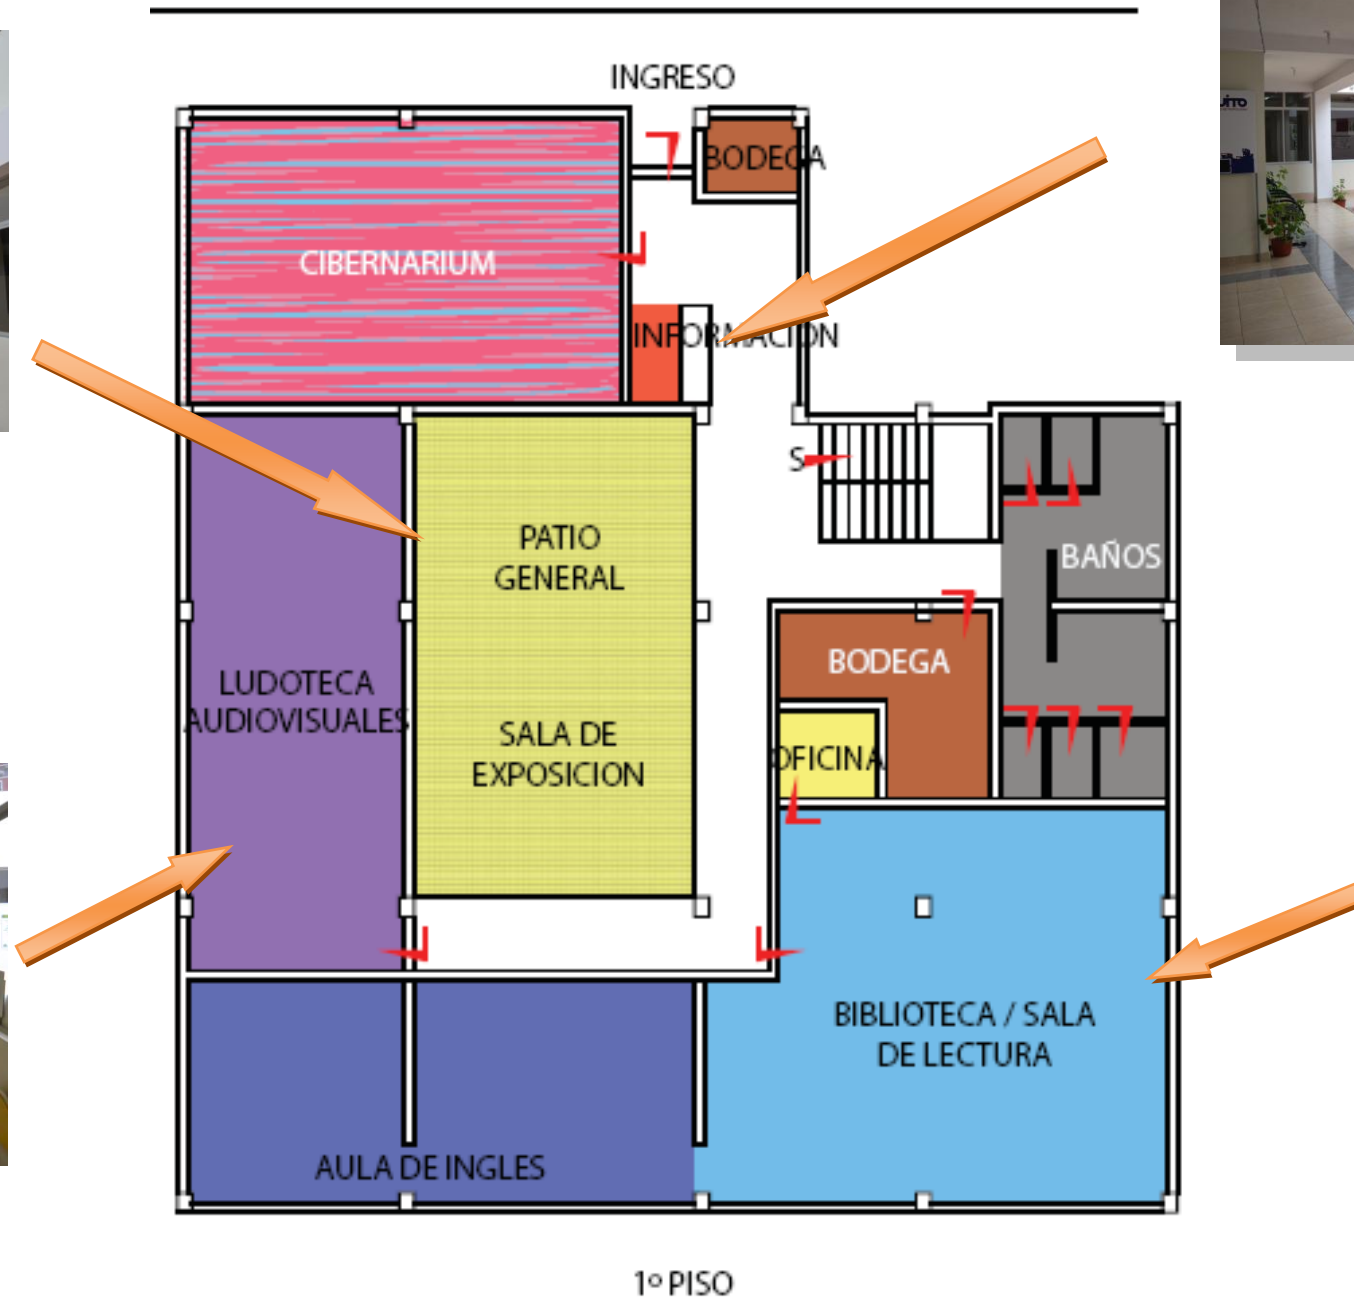 INGRESO
BODEGA
CIBERNARIUM
INFORMACION
S
PATIO
GENERAL
BAÑOS
BODEGA
LUDOTECA
AUDIOVISUALES
SALA DE
EXPOSICION
OFICINA
BIBLIOTECA / SALA
DE LECTURA
AULA DE INGLES
1º PISO